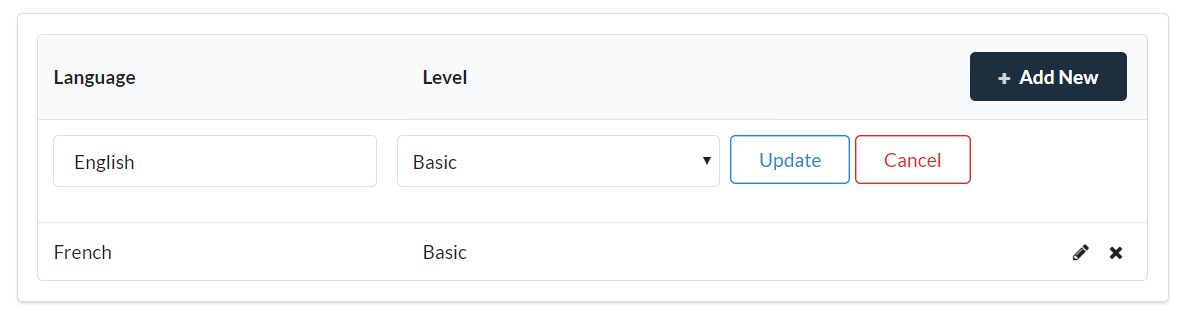 Language Level + Add New
English Basic Update Cancel
French Basic